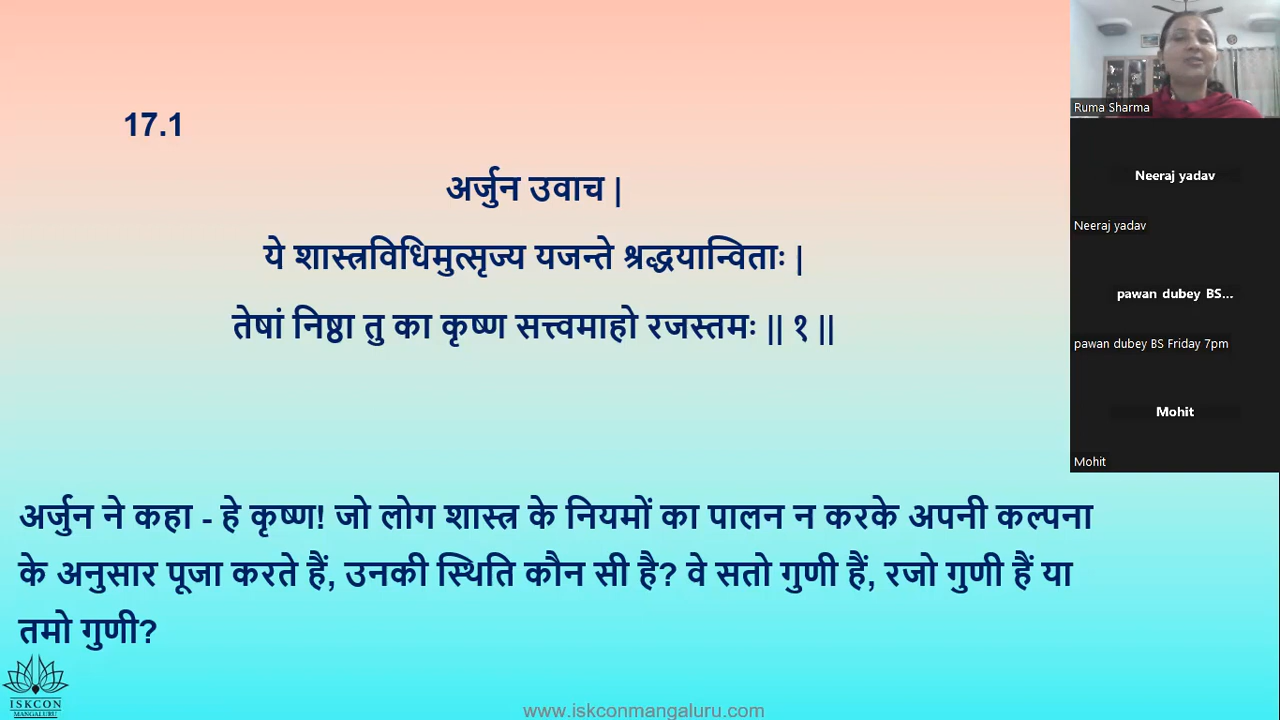 17.1
अर्जुन उवाच |
ये शास्त्रविधिमुत्सृज्य यजन्ते श्रद्धयान्विताः |
तेषां निष्ठा तु का कृष्ण सत्त्वमाहो रजस्तमः || १ ||
अर्जुन ने कहा - हे कृष्ण! जो लोग शास्त्र के नियमों का पालन न करके अपनी कल्पना
के अनुसार पूजा करते हैं, उनकी स्थिति कौन सी है? वे सतो गुणी हैं, रजो गुणी हैं या
तमो गुणी?
ISKCON
MANGALURU
www.iskconmangaluru.com
Ruma Sharma
Neeraj yadav
Neeraj yadav
pawan dubey BS...
pawan dubey BS Friday 7pm
Mohit
Mohit